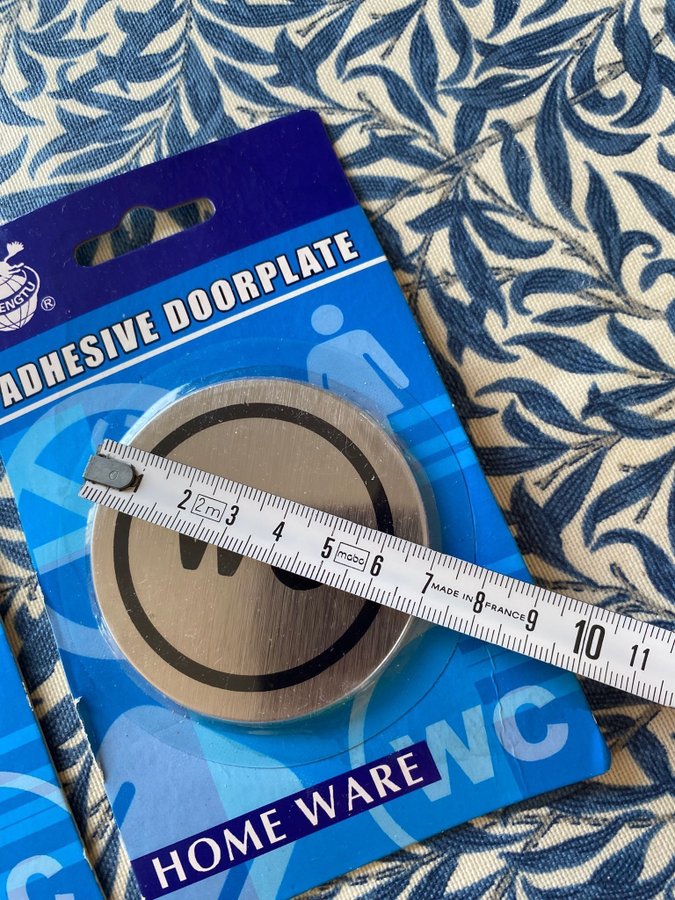 ENGTU ®
ADHESIVE DOORPLATE
2 2m 3 4 5 mabo 6 7 MADE IN 8 FRANCE 9 10 11
WC
HOME WARE
WC
C